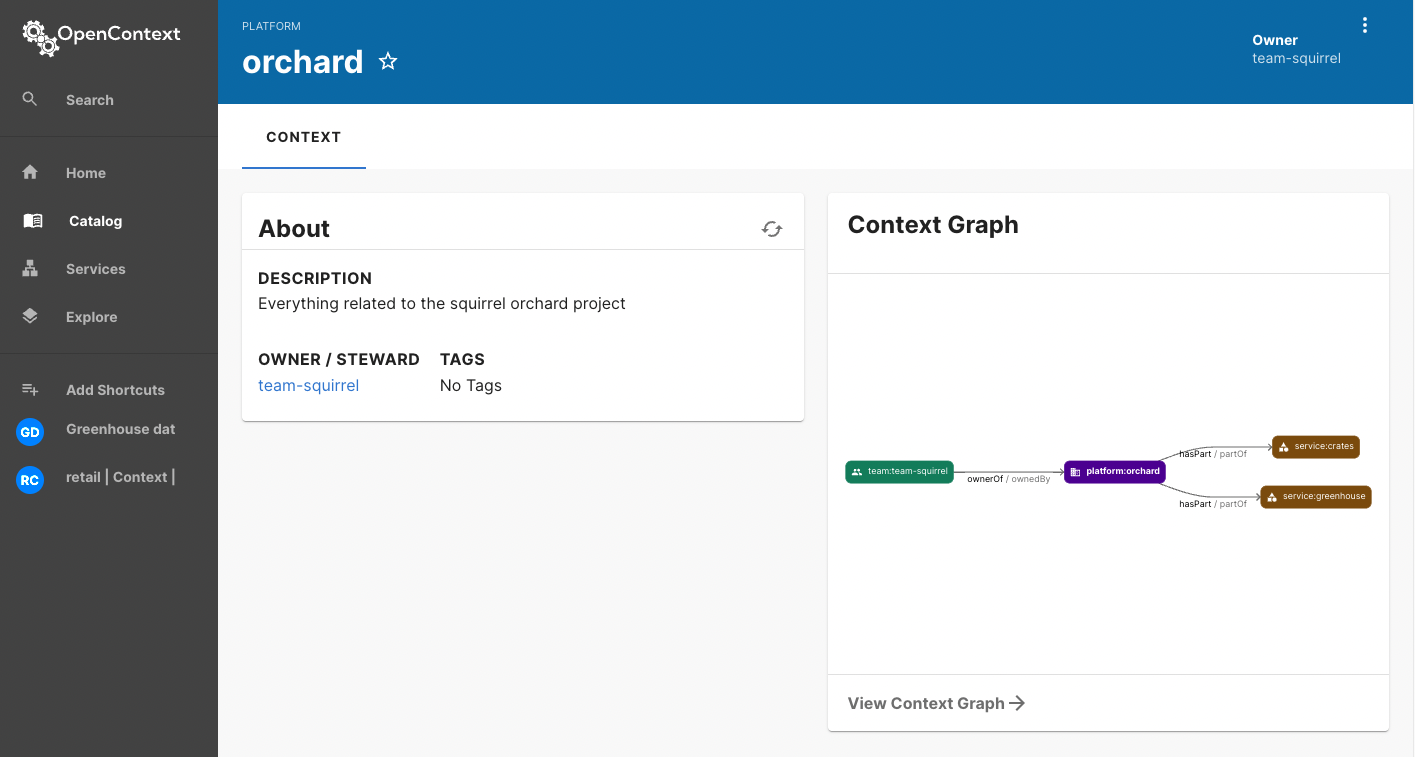 OpenContext
Search
Home
Catalog
Services
Explore
Add Shortcuts
GD Greenhouse dat
RC retail | Context |
PLATFORM
orchard
Owner
team-squirrel
CONTEXT
About
DESCRIPTION
Everything related to the squirrel orchard project
OWNER / STEWARD TAGS
team-squirrel No Tags
Context Graph
team:team-squirrel
ownerOf / ownedBy
platform:orchard
hasPart / partOf
service:crates
hasPart / partOf
service:greenhouse
View Context Graph